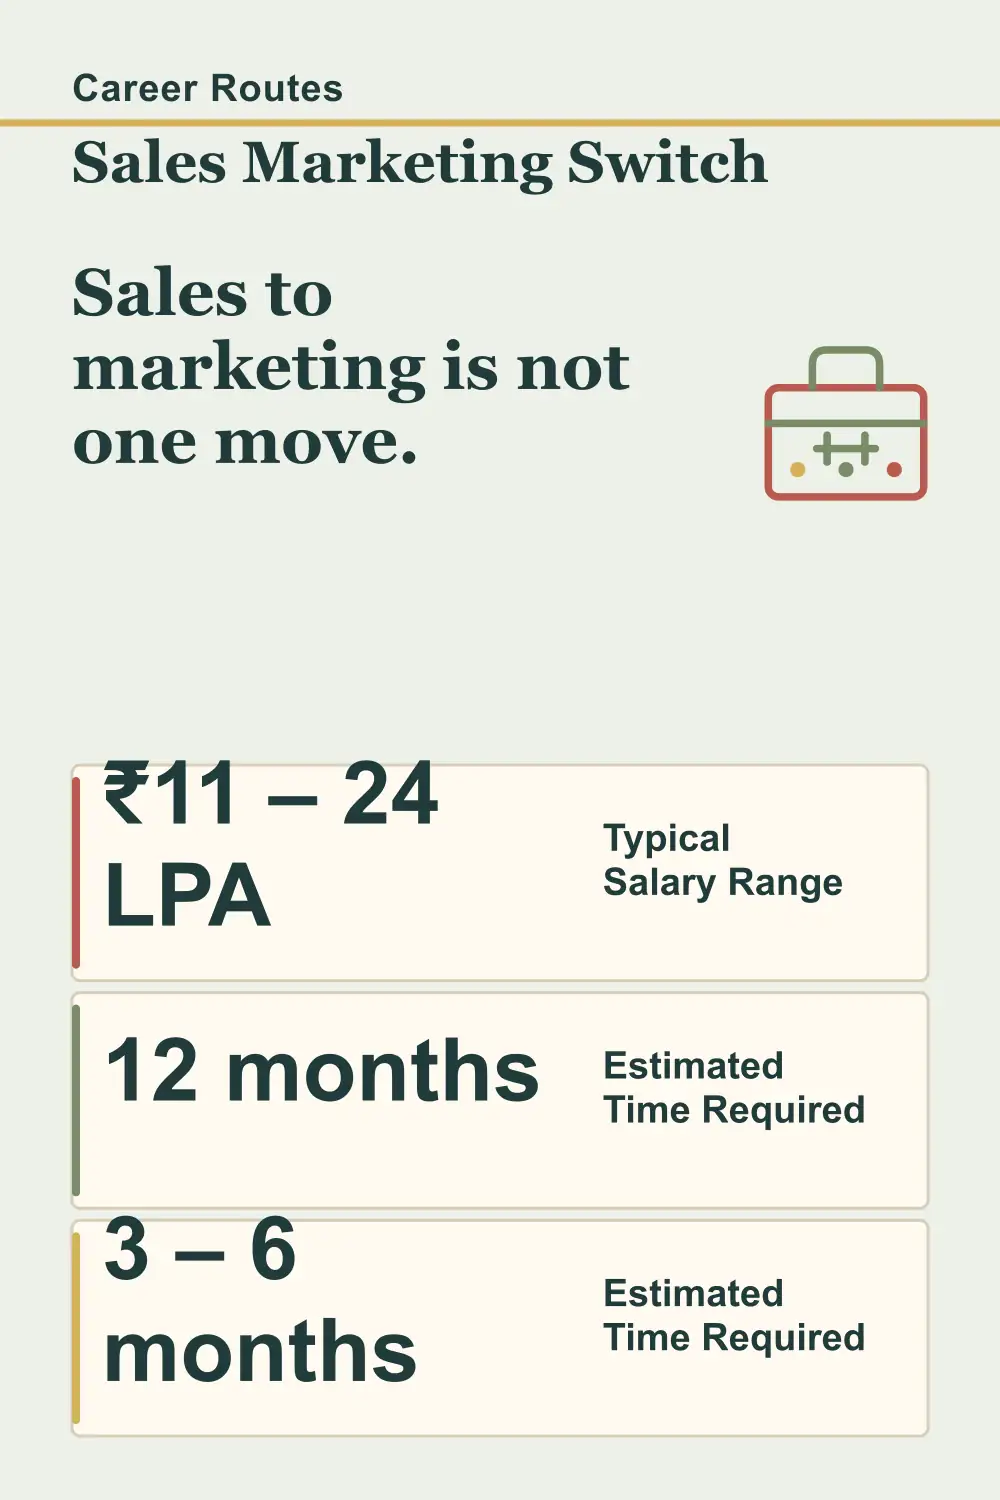 Career Routes
Sales Marketing Switch
Sales to
marketing is not
one move.
₹11 – 24
LPA
Typical
Salary Range
12 months
Estimated
Time Required
3 – 6
months
Estimated
Time Required